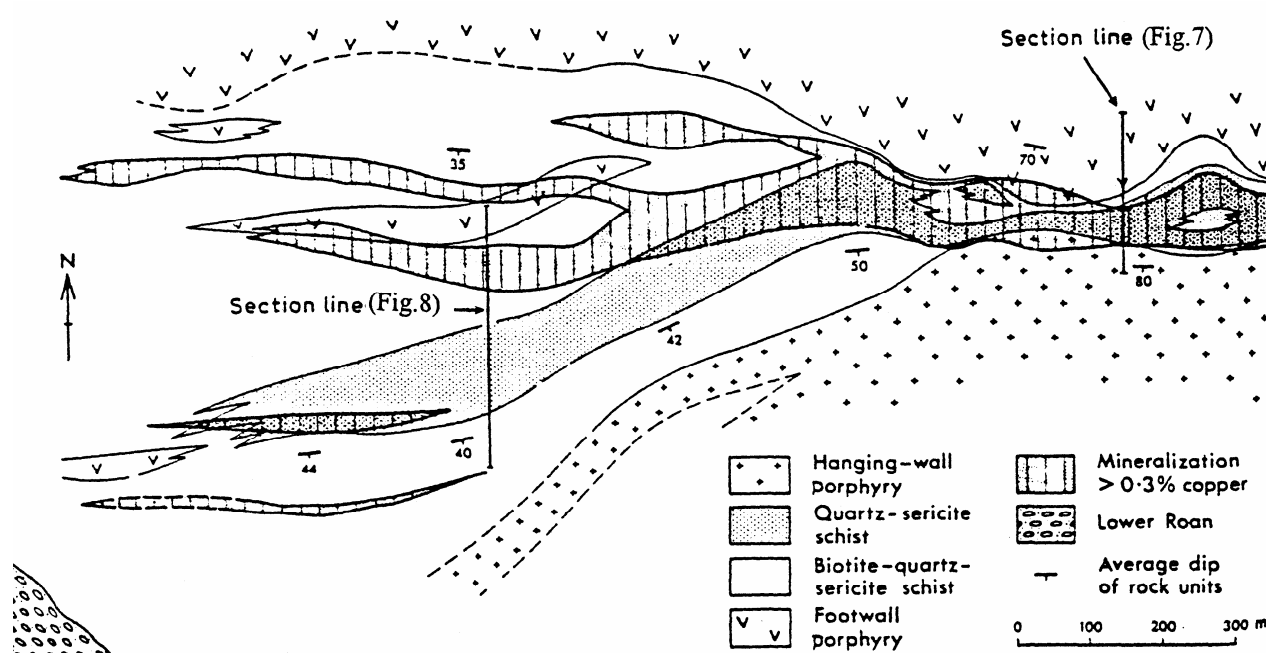 Section line (Fig.7)
35
70
N
50
80
Section line (Fig.8)
42
40
44
Hanging-wall
porphyry
Quartz-sericite
schist
Biotite-quartz-
sericite schist
Footwall
porphyry
Mineralization
> 0·3% copper
Lower Roan
Average dip
of rock units
0 100 200 300 m